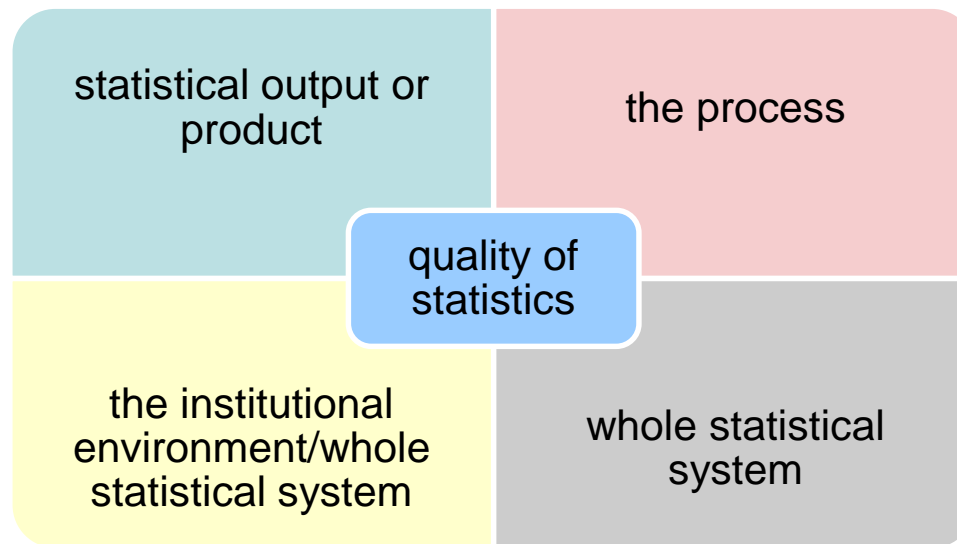 statistical output or
product
the process
quality of
statistics
the institutional
environment/whole
statistical system
whole statistical
system